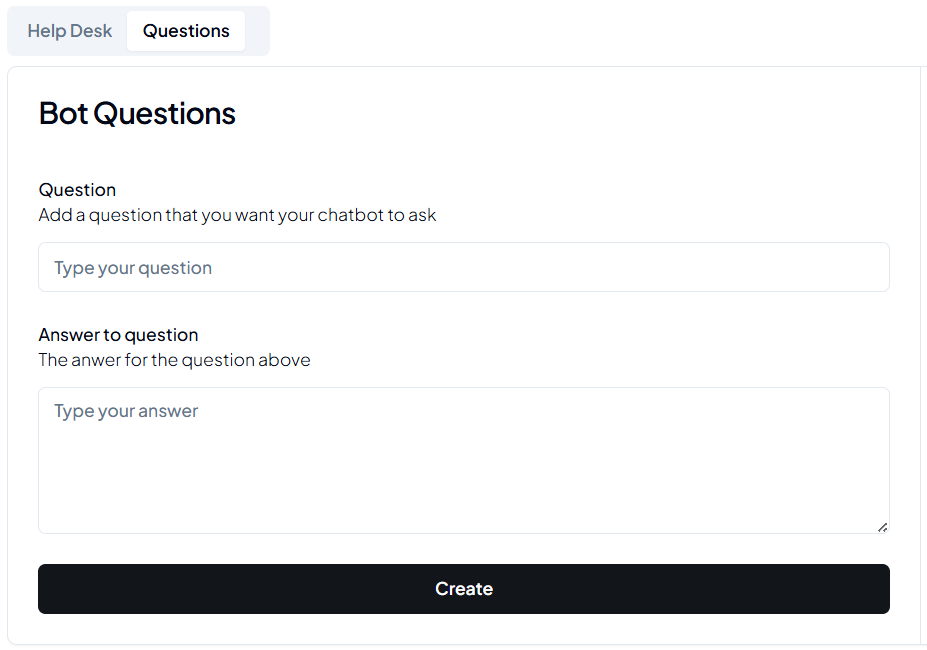 Help Desk Questions
Bot Questions
Question
Add a question that you want your chatbot to ask
Type your question
Answer to question
The anwer for the question above
Type your answer
Create